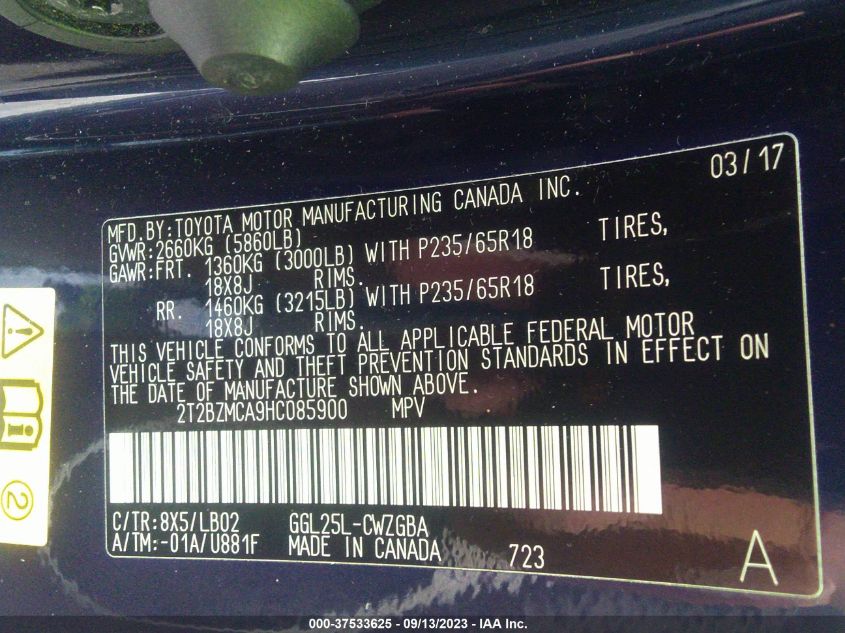 03/17
MFD.BY:TOYOTA MOTOR MANUFACTURING CANADA INC.
GVWR:2660KG (5860LB)
GAWR:FRT. 1360KG (3000LB) WITH P235/65R18 TIRES,
18X8J RIMS.
RR. 1460KG (3215LB) WITH P235/65R18 TIRES,
18X8J RIMS.
THIS VEHICLE CONFORMS TO ALL APPLICABLE FEDERAL MOTOR
VEHICLE SAFETY AND THEFT PREVENTION STANDARDS IN EFFECT ON
THE DATE OF MANUFACTURE SHOWN ABOVE.
2T2BZMCA9HC085900 MPV
C/TR:8X5/LB02 GGL25L-CWZGBA
A/TM:-01A/U881F MADE IN CANADA 723
A
2
000-37533625 - 09/13/2023 - IAA Inc.